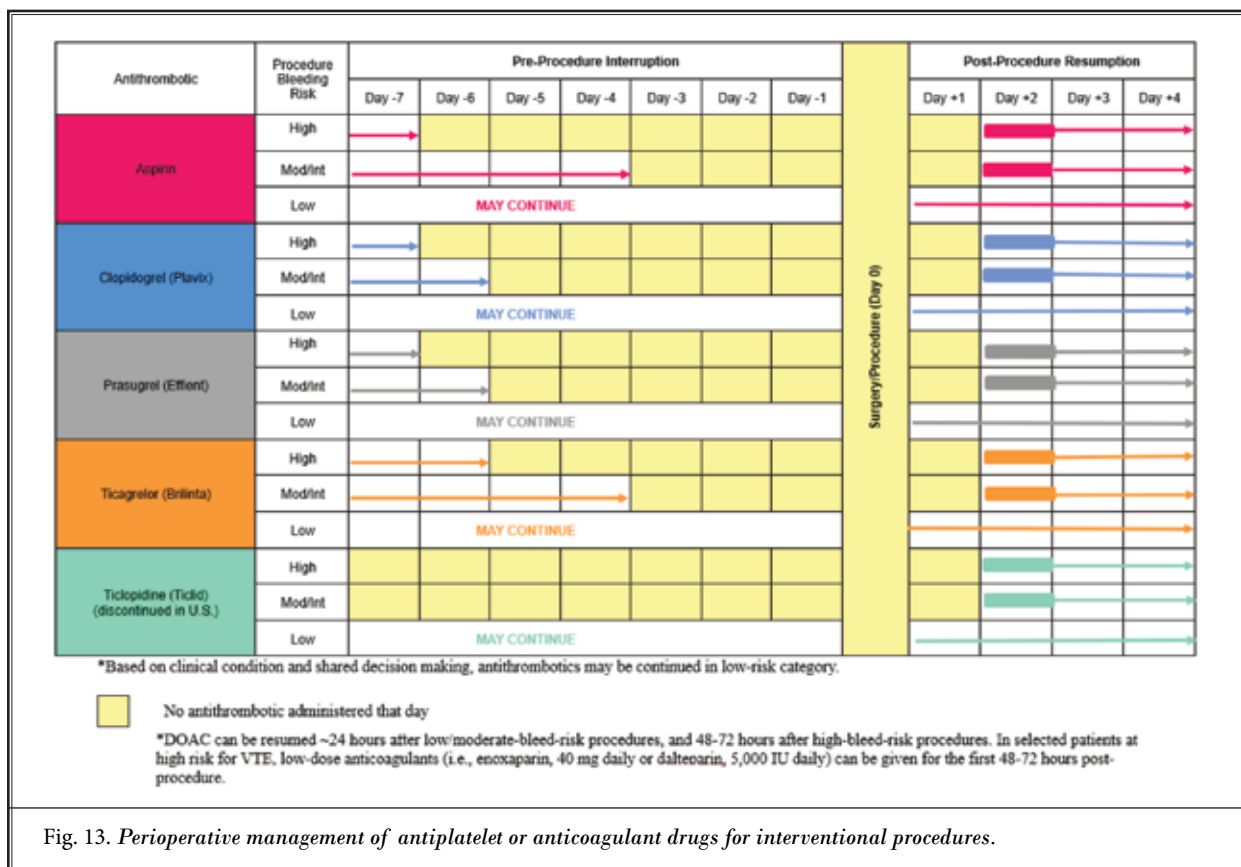 Antithrombotic
Procedure
Bleeding
Risk
Pre-Procedure Interruption
Post-Procedure Resumption
Day -7
Day -6
Day -5
Day -4
Day -3
Day -2
Day -1
Day +1
Day +2
Day +3
Day +4
Surgery/Procedure (Day 0)
Aspirin
High
Mod/Int
Low
MAY CONTINUE
Clopidogrel (Plavix)
High
Mod/Int
Low
MAY CONTINUE
Prasugrel (Effient)
High
Mod/Int
Low
MAY CONTINUE
Ticagrelor (Brilinta)
High
Mod/Int
Low
MAY CONTINUE
Ticlopidine (Ticlid)
(discontinued in U.S.)
High
Mod/Int
Low
MAY CONTINUE
*Based on clinical condition and shared decision making, antithrombotics may be continued in low-risk category.
No antithrombotic administered that day
*DOAC can be resumed ~24 hours after low/moderate-bleed-risk procedures, and 48-72 hours after high-bleed-risk procedures. In selected patients at
high risk for VTE, low-dose anticoagulants (i.e., enoxaparin, 40 mg daily or dalteparin, 5,000 IU daily) can be given for the first 48-72 hours post-
procedure.
Fig. 13. Perioperative management of antiplatelet or anticoagulant drugs for interventional procedures.